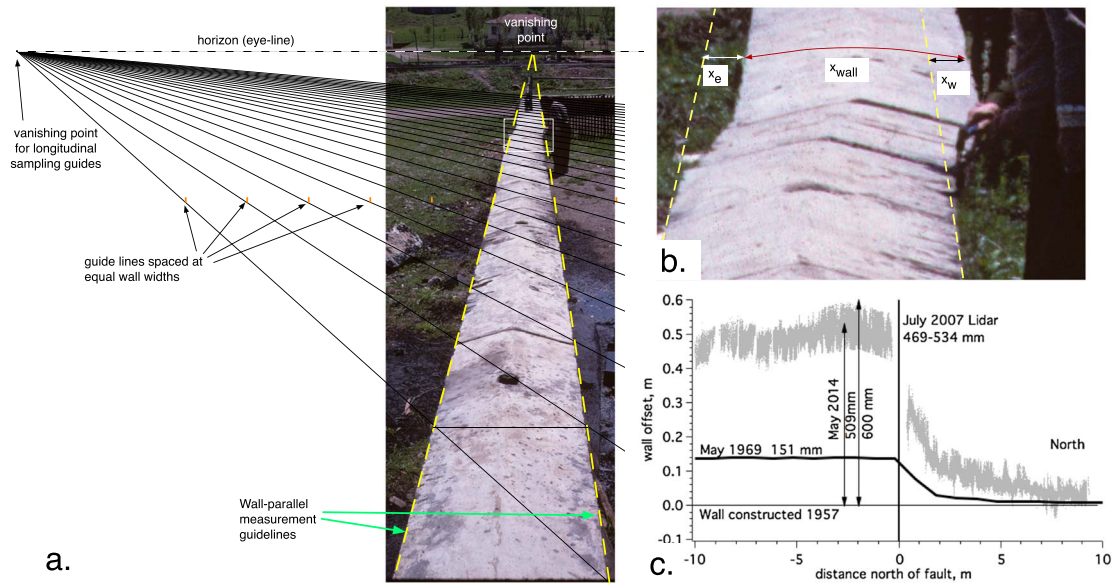 horizon (eye-line)
vanishing
point
vanishing point
for longitudinal
sampling guides
guide lines spaced at
equal wall widths
Wall-parallel
measurement
guidelines
a.
xe
xwall
xw
b.
0.6
0.5
0.4
0.3
0.2
0.1
0.0
-0.1
wall offset, m
July 2007 Lidar
469-534 mm
May 2014
509mm
600 mm
North
May 1969 151 mm
Wall constructed 1957
-10
-5
0
5
10
distance north of fault, m
c.